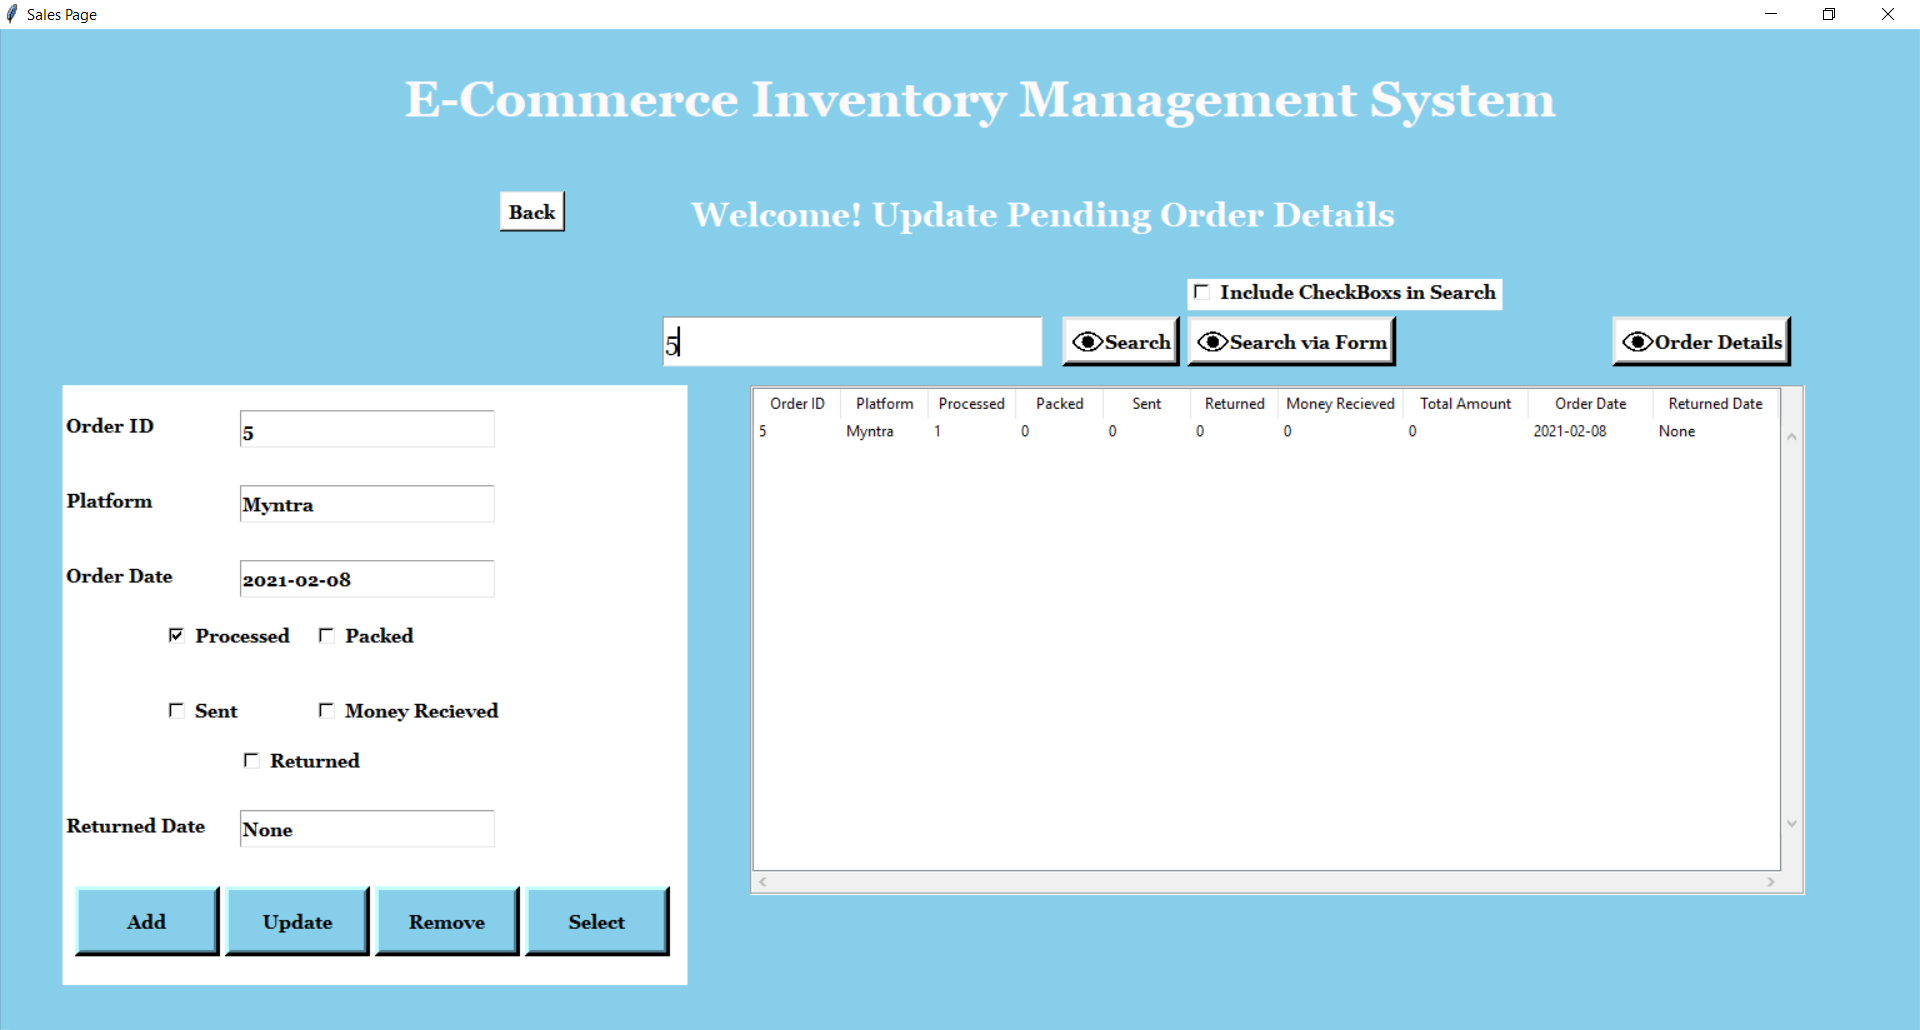 Sales Page
E-Commerce Inventory Management System
Back
Welcome! Update Pending Order Details
Include CheckBoxs in Search
5
Search
Search via Form
Order Details
Order ID
5
Platform
Myntra
Order Date
2021-02-08
Processed Packed
Sent Money Recieved
Returned
Returned Date
None
Add Update Remove Select
Order ID Platform Processed Packed Sent Returned Money Recieved Total Amount Order Date Returned Date
5 Myntra 1 0 0 0 0 0 2021-02-08 None